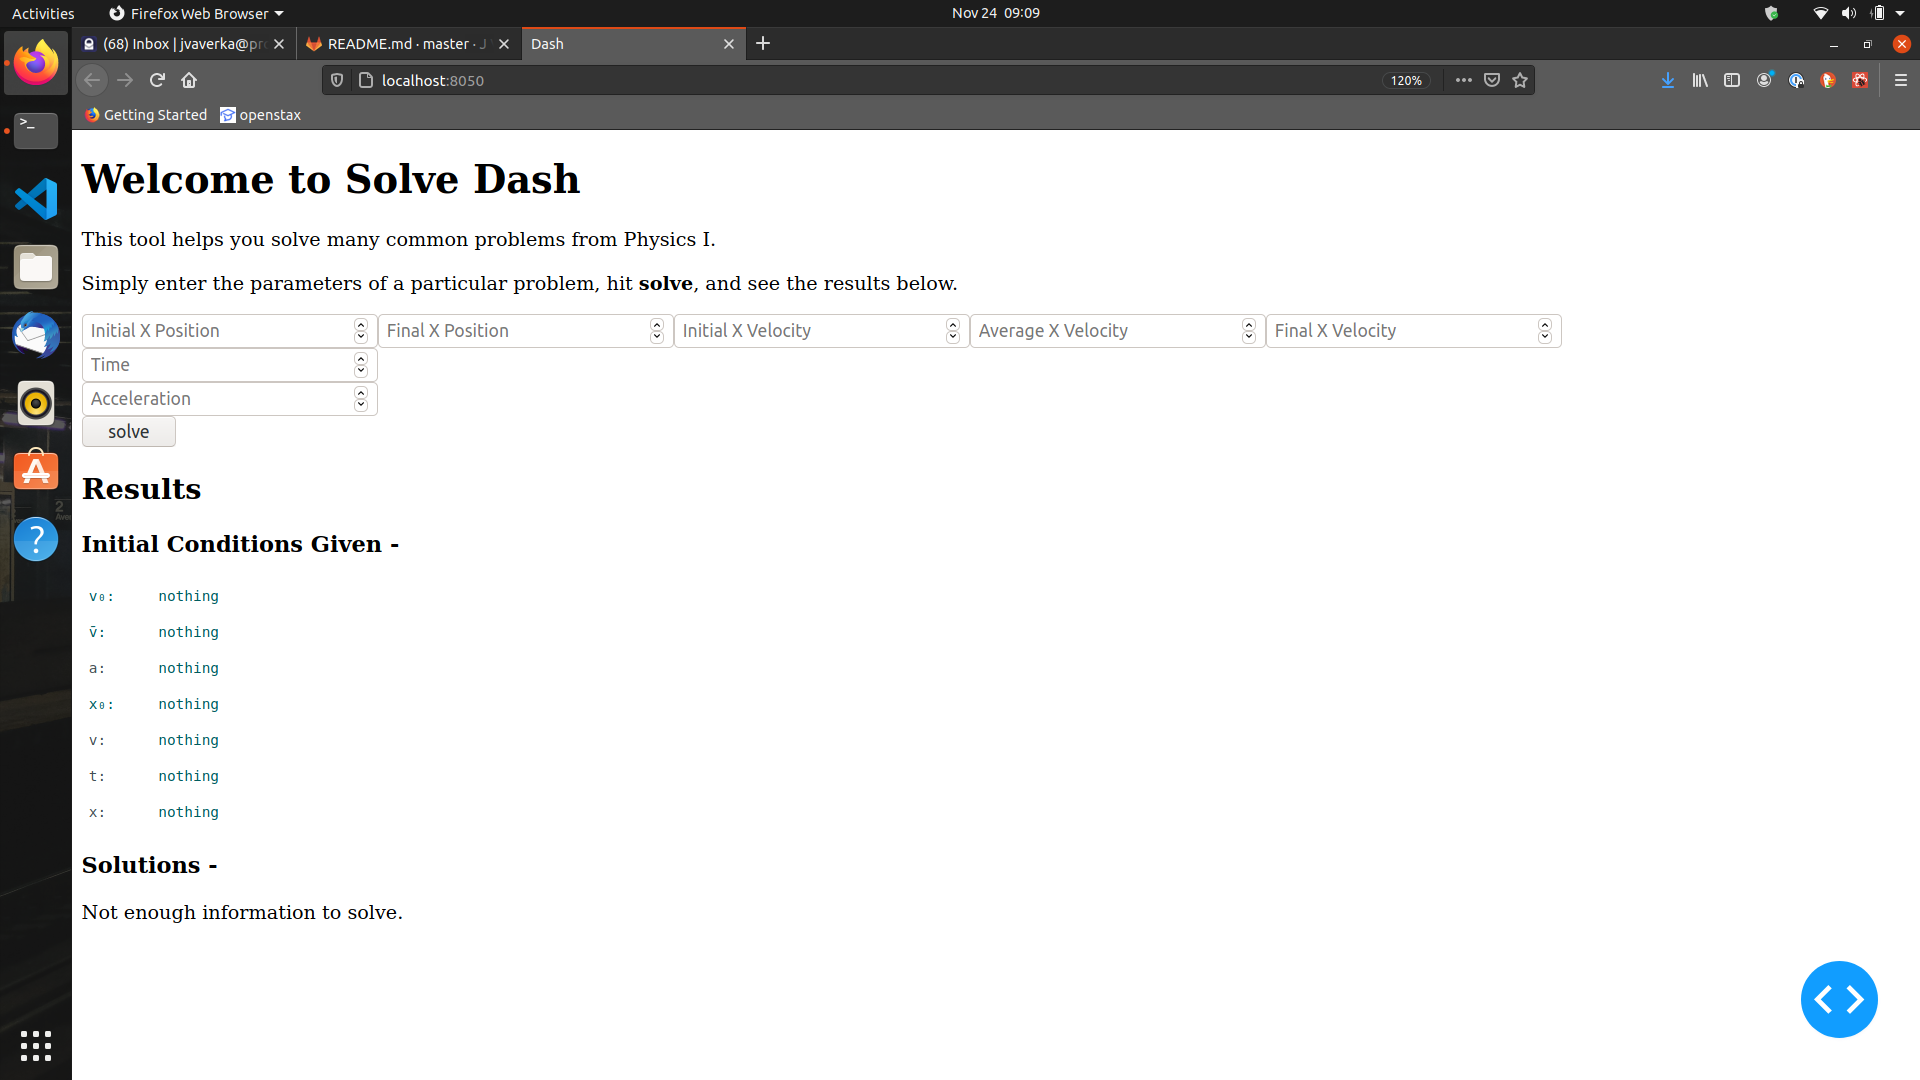 Activities
Firefox Web Browser
Nov 24 09:09
(68) Inbox | jvaverka@pr
README.md · master · J
Dash
localhost:8050
120%
Getting Started
openstax
Welcome to Solve Dash
This tool helps you solve many common problems from Physics I.
Simply enter the parameters of a particular problem, hit solve, and see the results below.
Initial X Position
Final X Position
Initial X Velocity
Average X Velocity
Final X Velocity
Time
Acceleration
solve
Results
Initial Conditions Given -
v₀: nothing
v̄: nothing
a: nothing
x₀: nothing
v: nothing
t: nothing
x: nothing
Solutions -
Not enough information to solve.